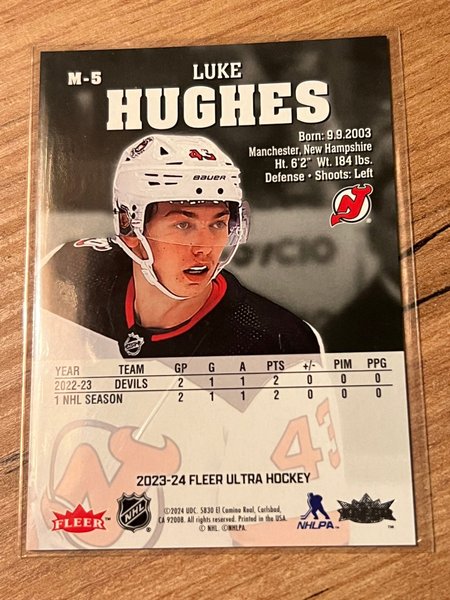 M-5
LUKE
HUGHES
Born: 9.9.2003
Manchester, New Hampshire
Ht. 6'2" Wt. 184 lbs.
Defense • Shoots: Left
43
BAUER
YEAR TEAM GP G A PTS +/- PIM PPG
2022-23 DEVILS 2 1 1 2 0 0 0
1 NHL SEASON 2 1 1 2 0 0 0
43
2023-24 FLEER ULTRA HOCKEY
FLEER
NHL
©2024 UDC. 5830 El Camino Real, Carlsbad,
CA 92008. All rights reserved. Printed in the USA.
© NHL. ©NHLPA.
NHLPA
™